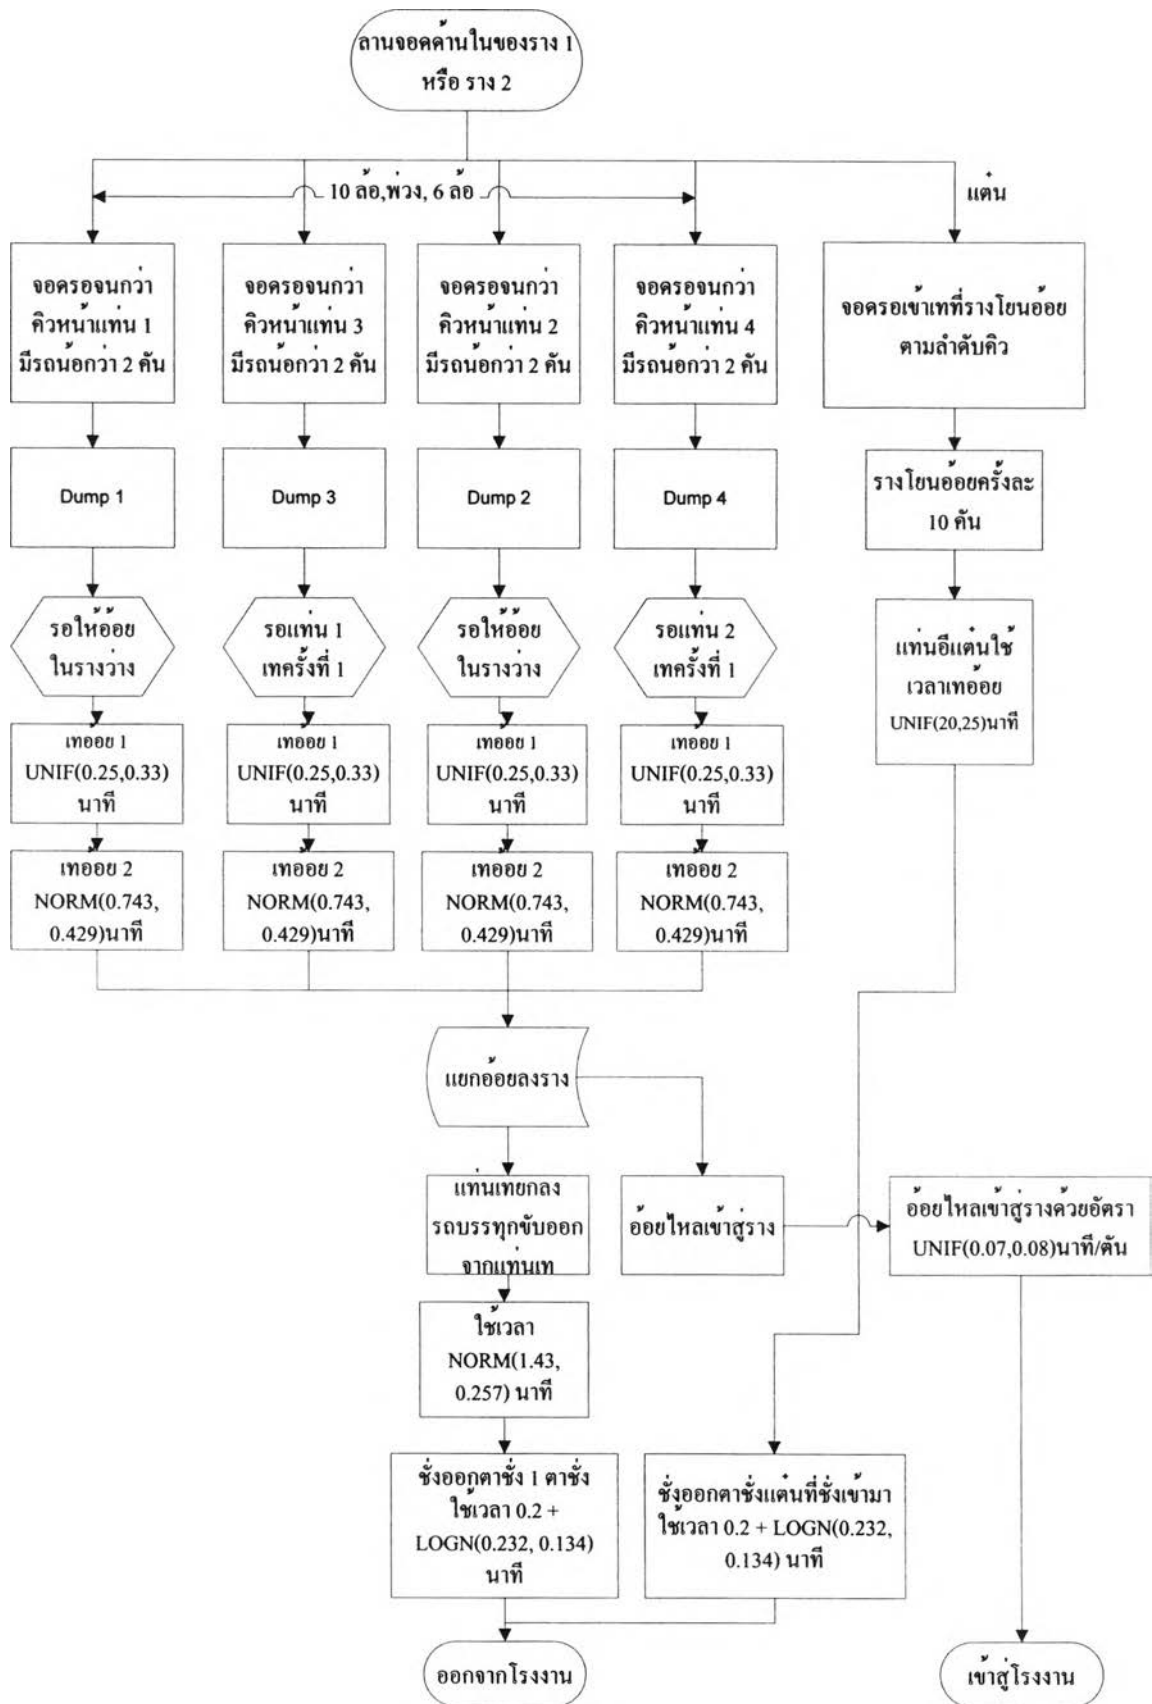 ลานจอดด้านในของราง 1
หรือ ราง 2
10 ล้อ,พ่วง, 6 ล้อ
แต๋น
จอดรอจนกว่า
คิวหน้าแท่น 1
มีรถน้อกว่า 2 คัน
จอดรอจนกว่า
คิวหน้าแท่น 3
มีรถน้อกว่า 2 คัน
จอดรอจนกว่า
คิวหน้าแท่น 2
มีรถน้อกว่า 2 คัน
จอดรอจนกว่า
คิวหน้าแท่น 4
มีรถน้อกว่า 2 คัน
จอดรอเข้าเทที่รางโยนอ้อย
ตามลำดับคิว
Dump 1
Dump 3
Dump 2
Dump 4
รางโยนอ้อยครั้งละ
10 คัน
รอให้อ้อย
ในรางว่าง
รอแท่น 1
เทครั้งที่ 1
รอให้อ้อย
ในรางว่าง
รอแท่น 2
เทครั้งที่ 1
แท่นอีแต๋นใช้
เวลาเทอ้อย
UNIF(20,25)นาที
เทออย 1
UNIF(0.25,0.33)
นาที
เทออย 1
UNIF(0.25,0.33)
นาที
เทออย 1
UNIF(0.25,0.33)
นาที
เทออย 1
UNIF(0.25,0.33)
นาที
เทออย 2
NORM(0.743,
0.429)นาที
เทออย 2
NORM(0.743,
0.429)นาที
เทออย 2
NORM(0.743,
0.429)นาที
เทออย 2
NORM(0.743,
0.429)นาที
แยกอ้อยลงราง
แท่นเทยกลง
รถบรรทุกขับออก
จากแท่นเท
อ้อยไหลเข้าสู่ราง
อ้อยไหลเข้าสู่รางด้วยอัตรา
UNIF(0.07,0.08)นาที/ตัน
ใช้เวลา
NORM(1.43,
0.257) นาที
ชั่งออกตาชั่ง 1 ตาชั่ง
ใช้เวลา 0.2 +
LOGN(0.232, 0.134)
นาที
ชั่งออกตาชั่งแต๋นที่ชั่งเข้ามา
ใช้เวลา 0.2 + LOGN(0.232,
0.134) นาที
ออกจากโรงงาน
เข้าสู่โรงงาน